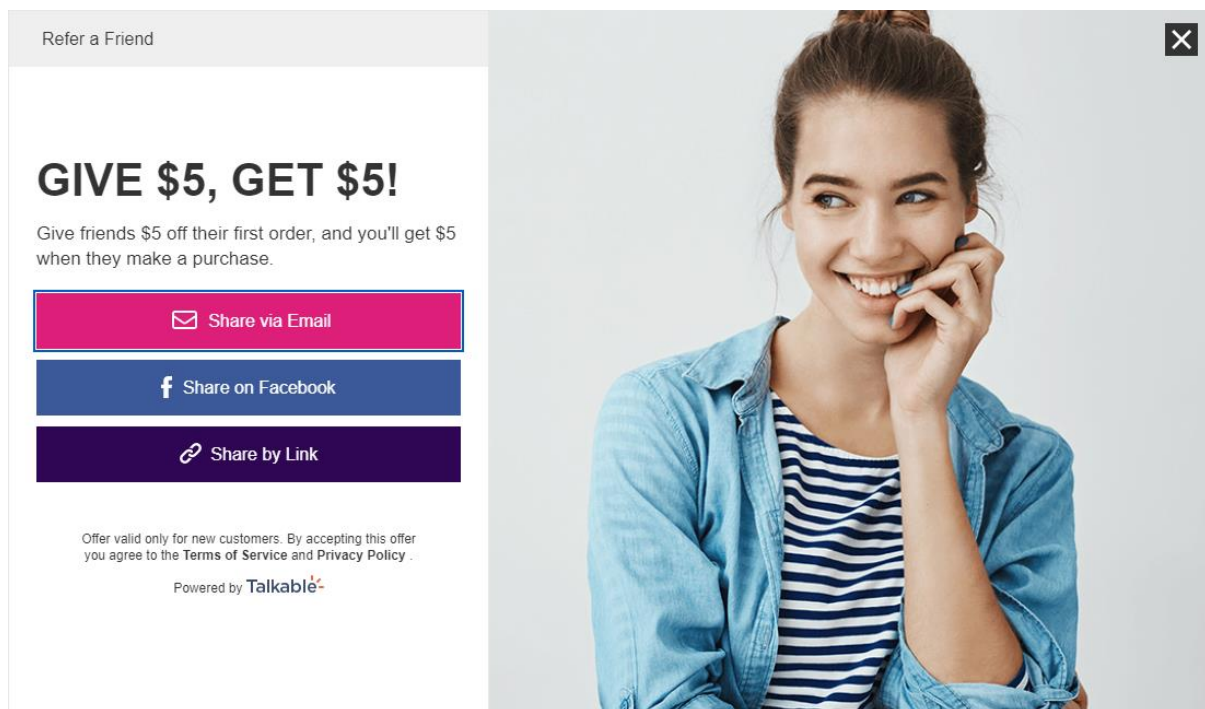 Refer a Friend
GIVE $5, GET $5!
Give friends $5 off their first order, and you'll get $5
when they make a purchase.
Share via Email
Share on Facebook
Share by Link
Offer valid only for new customers. By accepting this offer
you agree to the Terms of Service and Privacy Policy .
Powered by Talkable